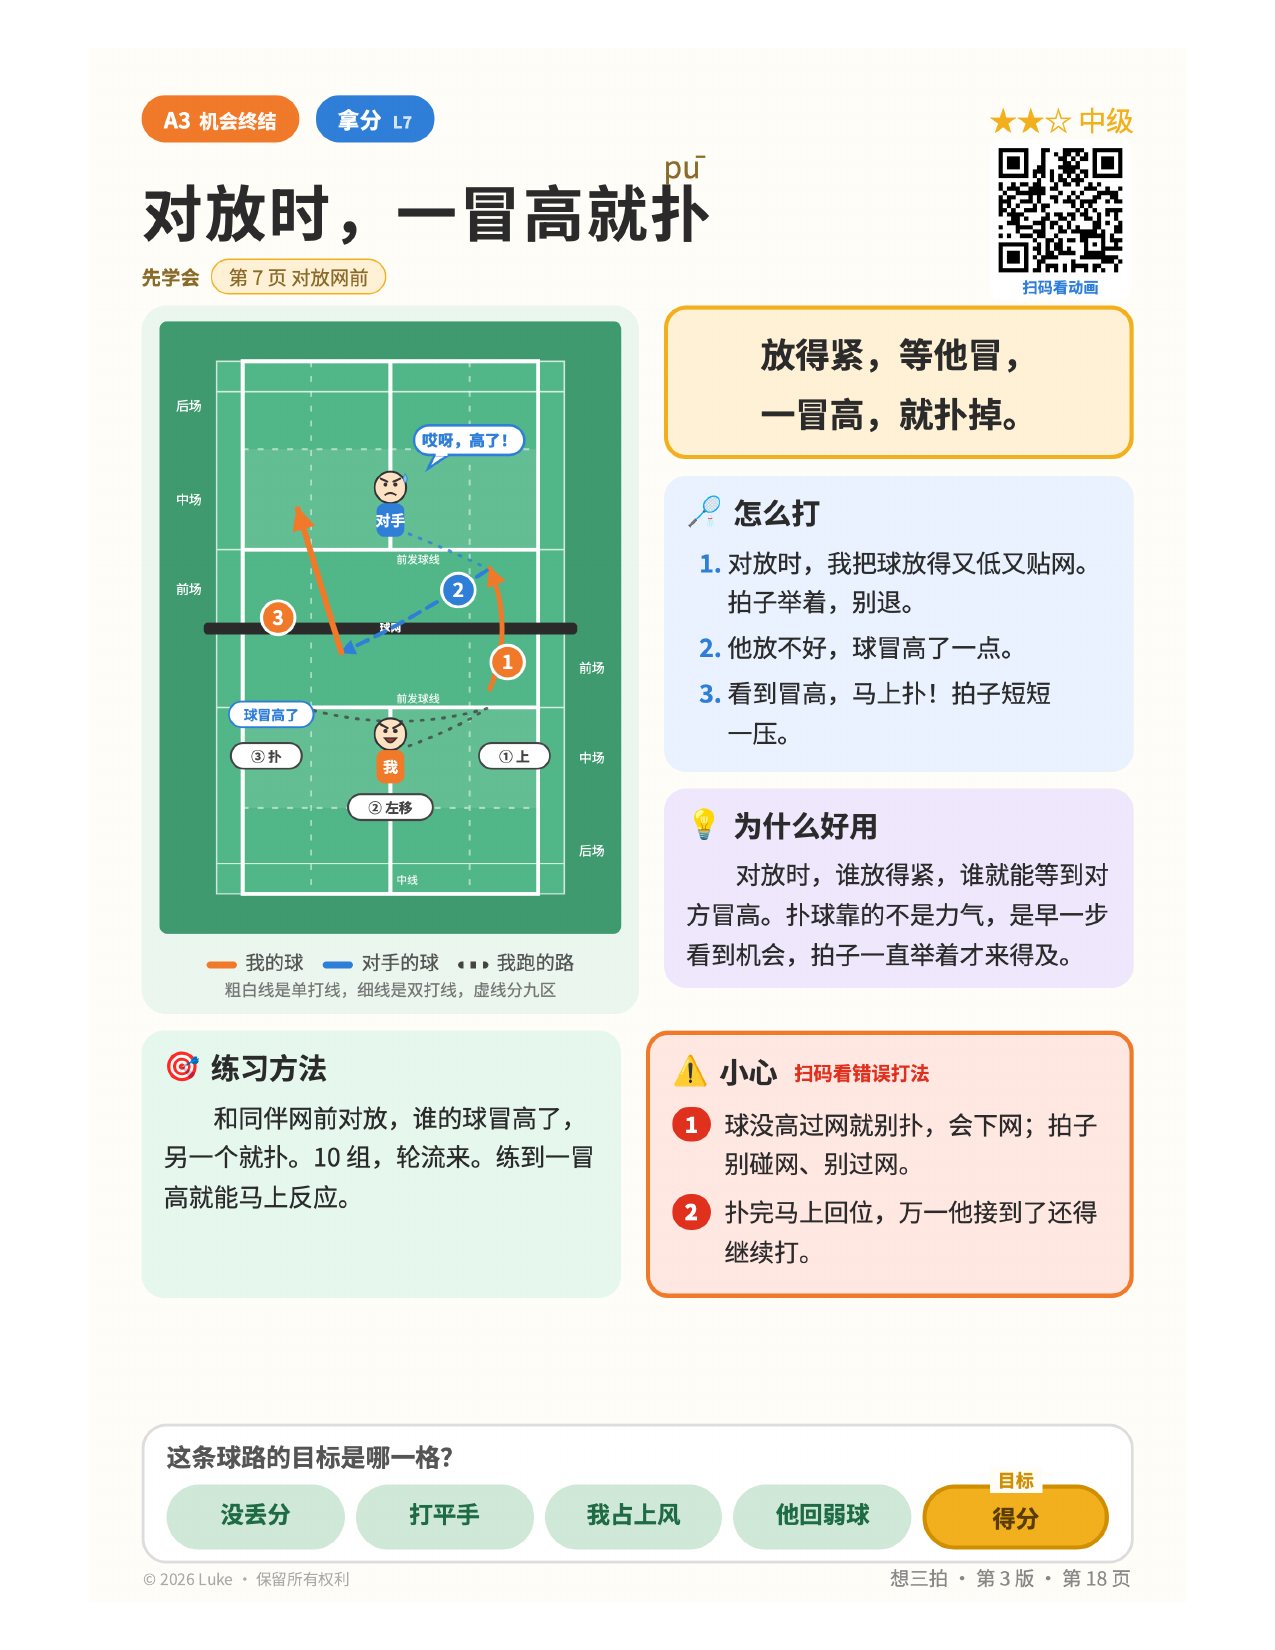 A3 机会终结
拿分 L7
★★☆ 中级
pū
对放时，一冒高就扑
先学会 第 7 页 对放网前
扫码看动画
后场
中场
前场
哎呀，高了！
对手
前发球线
2
3
球网
1
前场
前发球线
球冒高了
③ 扑
我
① 上
中场
② 左移
后场
中线
我的球 对手的球 我跑的路
粗白线是单打线，细线是双打线，虚线分九区
放得紧，等他冒，
一冒高，就扑掉。
怎么打
1. 对放时，我把球放得又低又贴网。
拍子举着，别退。
2. 他放不好，球冒高了一点。
3. 看到冒高，马上扑！拍子短短
一压。
为什么好用
对放时，谁放得紧，谁就能等到对
方冒高。扑球靠的不是力气，是早一步
看到机会，拍子一直举着才来得及。
练习方法
和同伴网前对放，谁的球冒高了，
另一个就扑。10 组，轮流来。练到一冒
高就能马上反应。
小心 扫码看错误打法
1 球没高过网就别扑，会下网；拍子
别碰网、别过网。
2 扑完马上回位，万一他接到了还得
继续打。
这条球路的目标是哪一格？
没丢分
打平手
我占上风
他回弱球
目标
得分
© 2026 Luke · 保留所有权利
想三拍 · 第 3 版 · 第 18 页